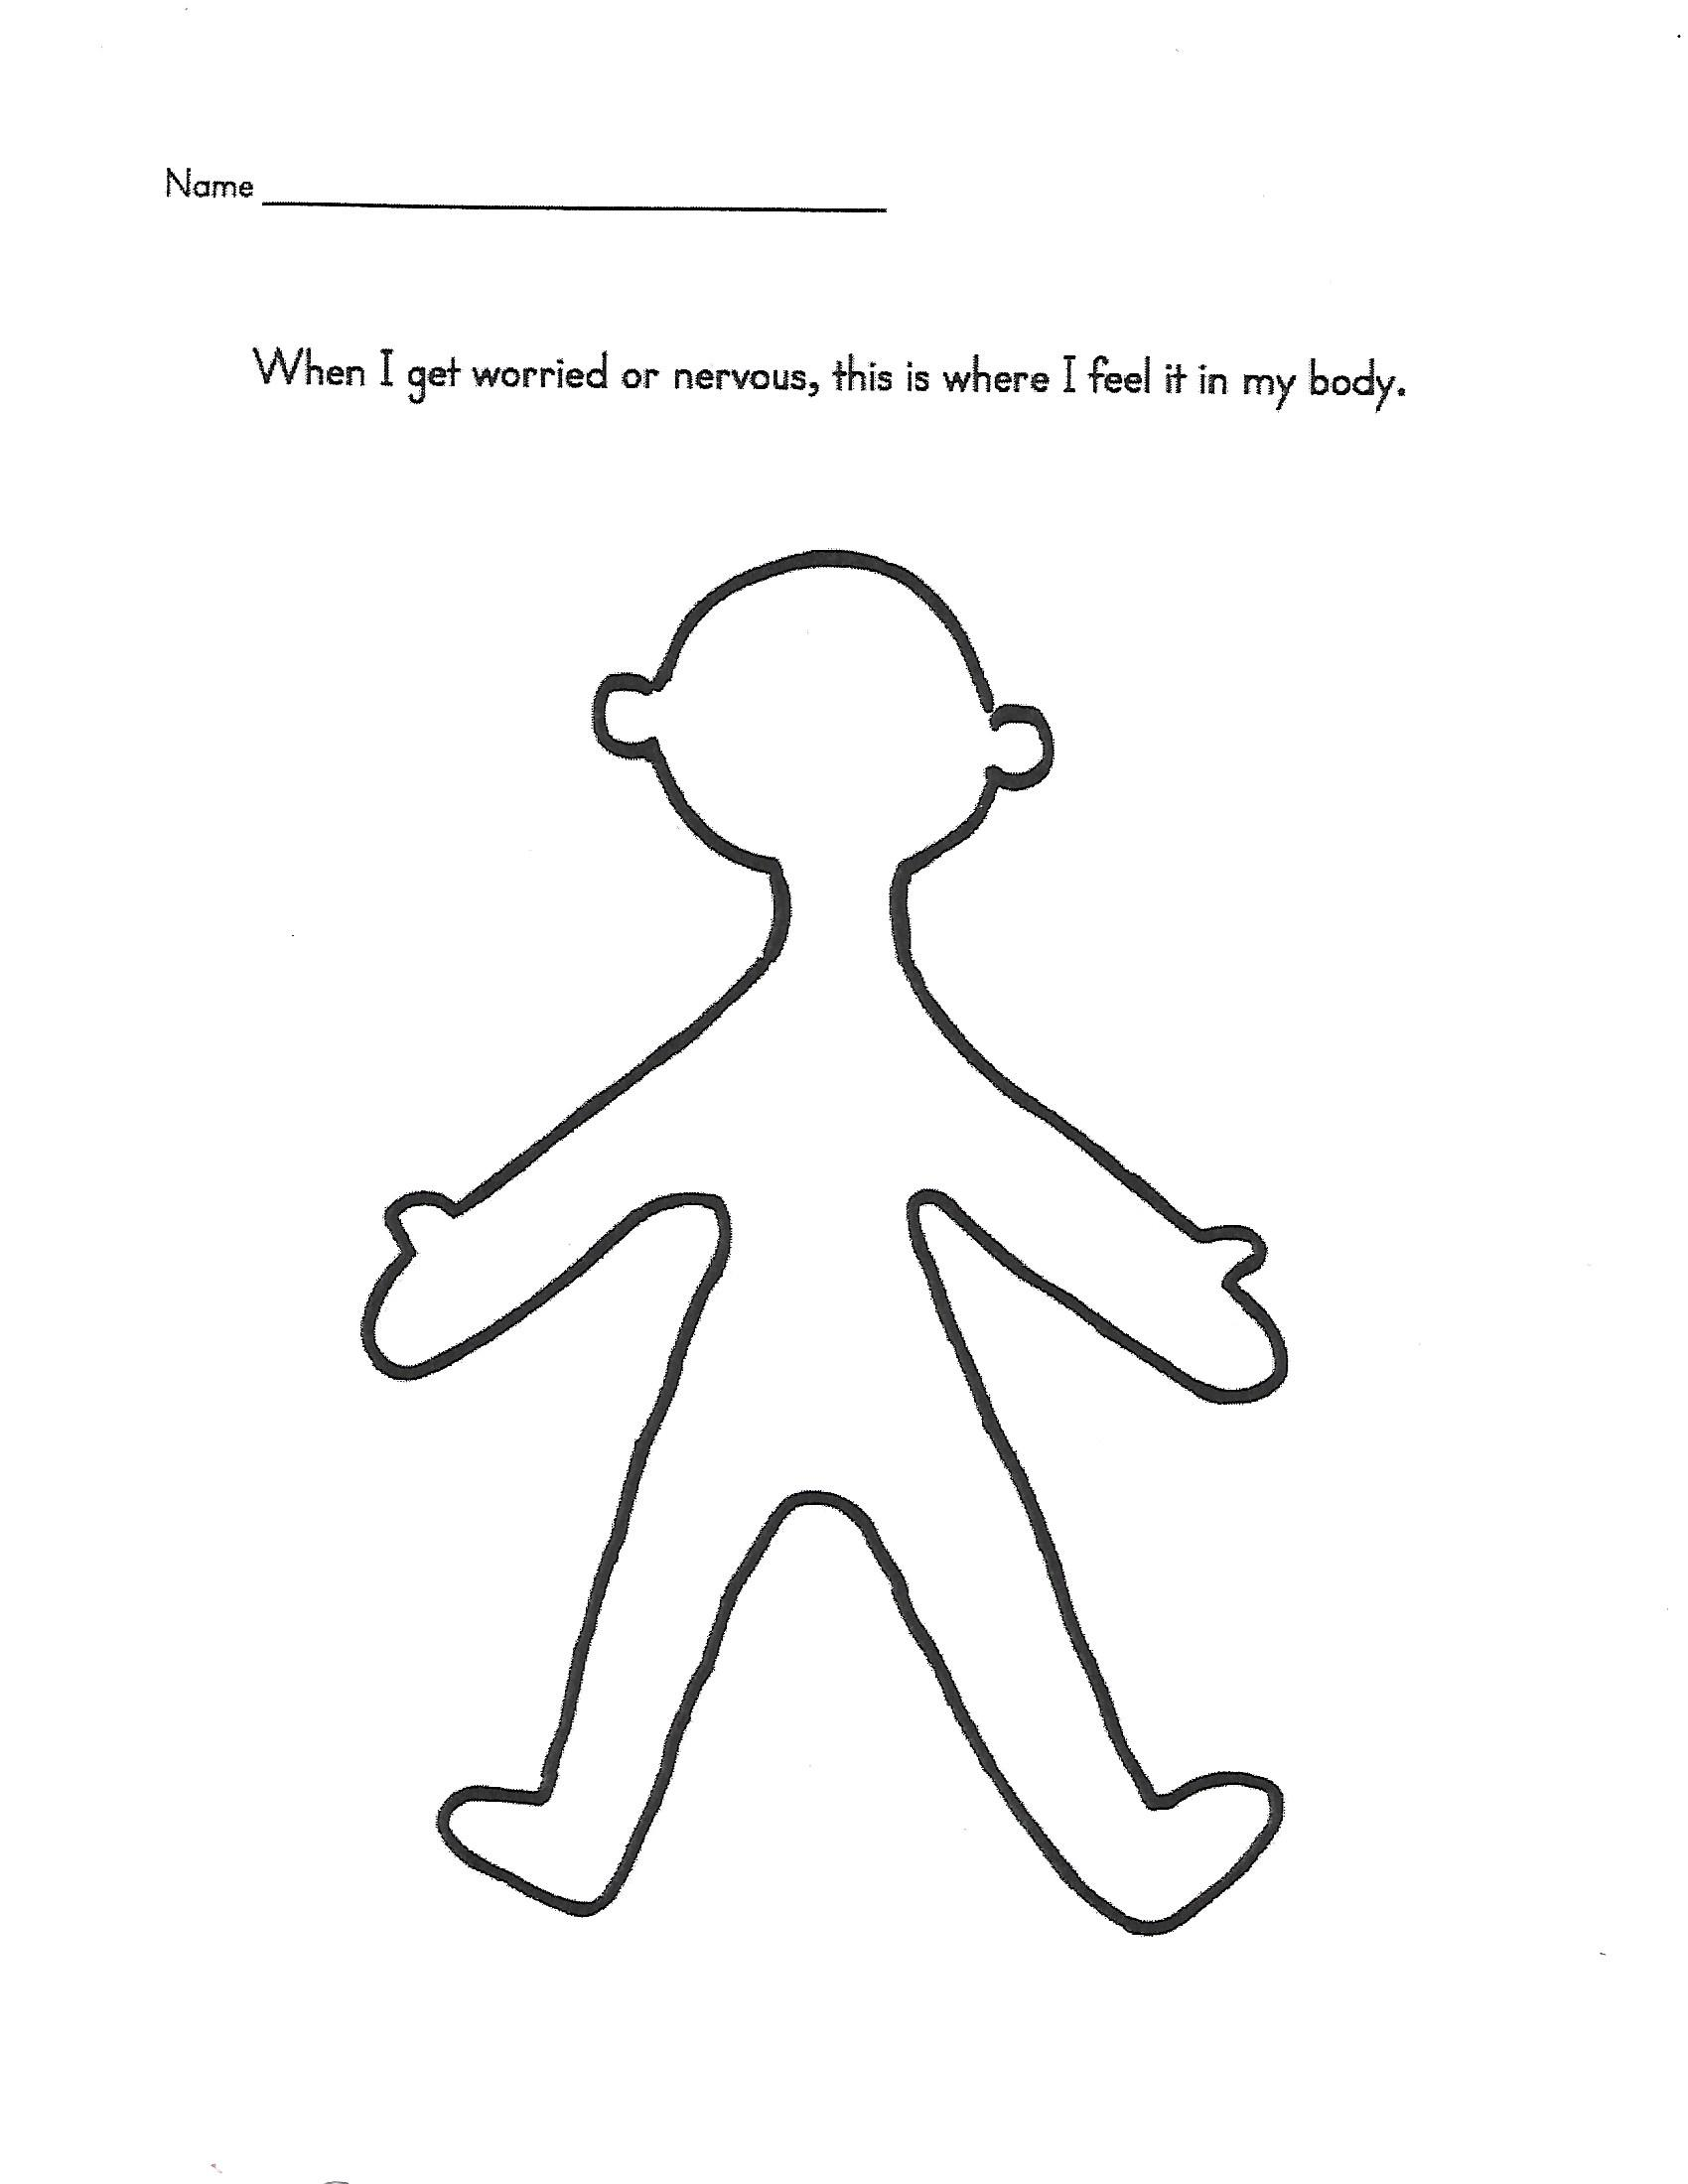 Name
When I get worried or nervous, this is where I feel it in my body.